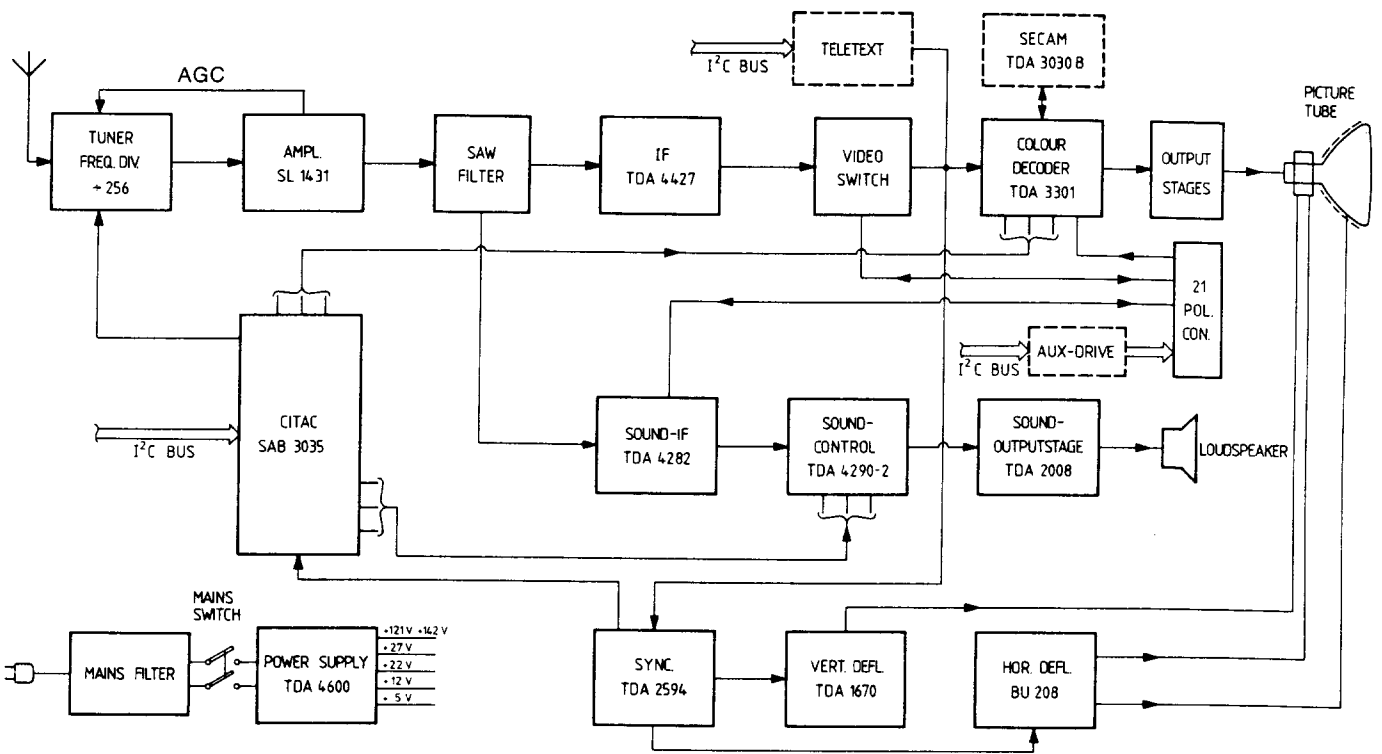 AGC
TUNER
FREQ. DIV.
÷ 256
AMPL.
SL 1431
SAW
FILTER
IF
TDA 4427
VIDEO
SWITCH
I²C BUS
TELETEXT
SECAM
TDA 3030 B
COLOUR
DECODER
TDA 3301
OUTPUT
STAGES
PICTURE
TUBE
21
POL.
CON.
I²C BUS
AUX-DRIVE
CITAC
SAB 3035
I²C BUS
SOUND-IF
TDA 4282
SOUND-
CONTROL
TDA 4290-2
SOUND-
OUTPUTSTAGE
TDA 2008
LOUDSPEAKER
MAINS
SWITCH
MAINS FILTER
POWER SUPPLY
TDA 4600
+121 V +142 V
+27 V
+22 V
+ 12 V
+ 5 V
SYNC.
TDA 2594
VERT. DEFL.
TDA 1670
HOR. DEFL.
BU 208